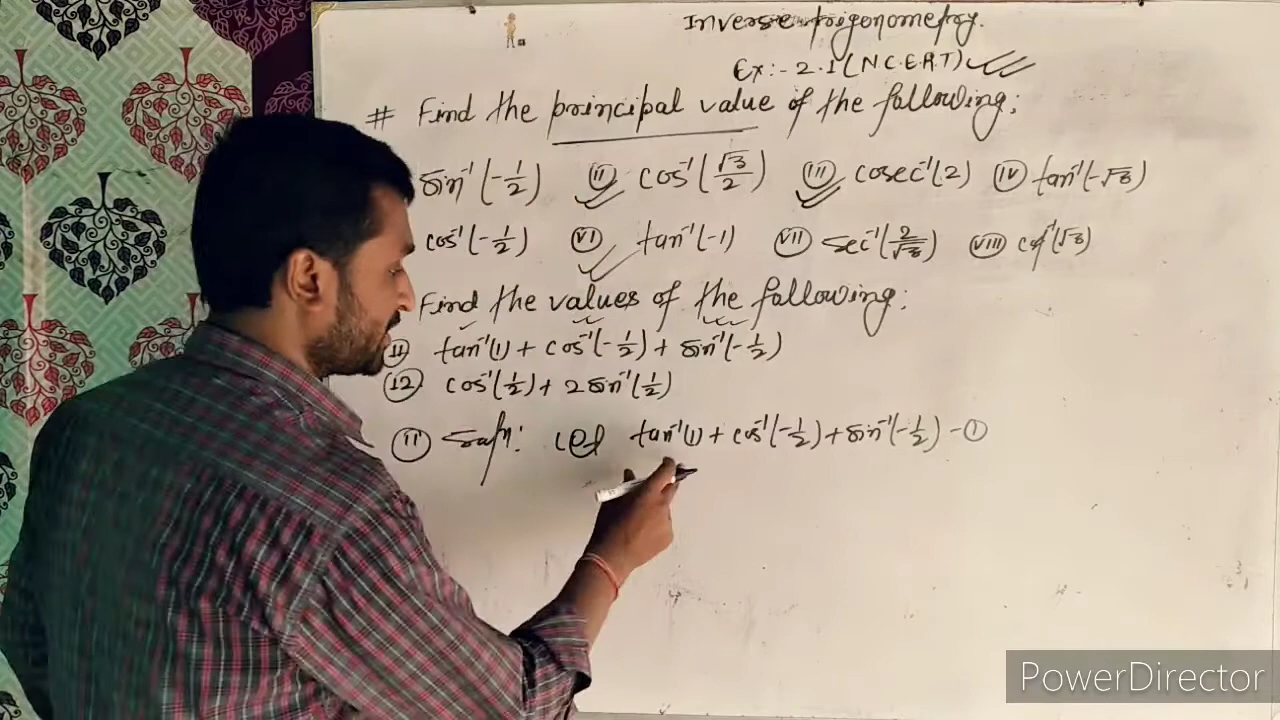 Inverse trigonometry.
Ex:- 2.1 (N.C.E.R.T)
# Find the principal value of the following:
sin⁻¹(-1/2) (ii) cos⁻¹(√3/2) (iii) cosec⁻¹(2) (iv) tan⁻¹(-√3)
cos⁻¹(-1/2) (vi) tan⁻¹(-1) (vii) sec⁻¹(2/√3) (viii) cot⁻¹(√3)
Find the values of the following:
11 tan⁻¹(1) + cos⁻¹(-1/2) + sin⁻¹(-1/2)
12 cos⁻¹(1/2) + 2 sin⁻¹(1/2)
11 Let tan⁻¹(1) + cos⁻¹(-1/2) + sin⁻¹(-1/2) - ①
PowerDirector